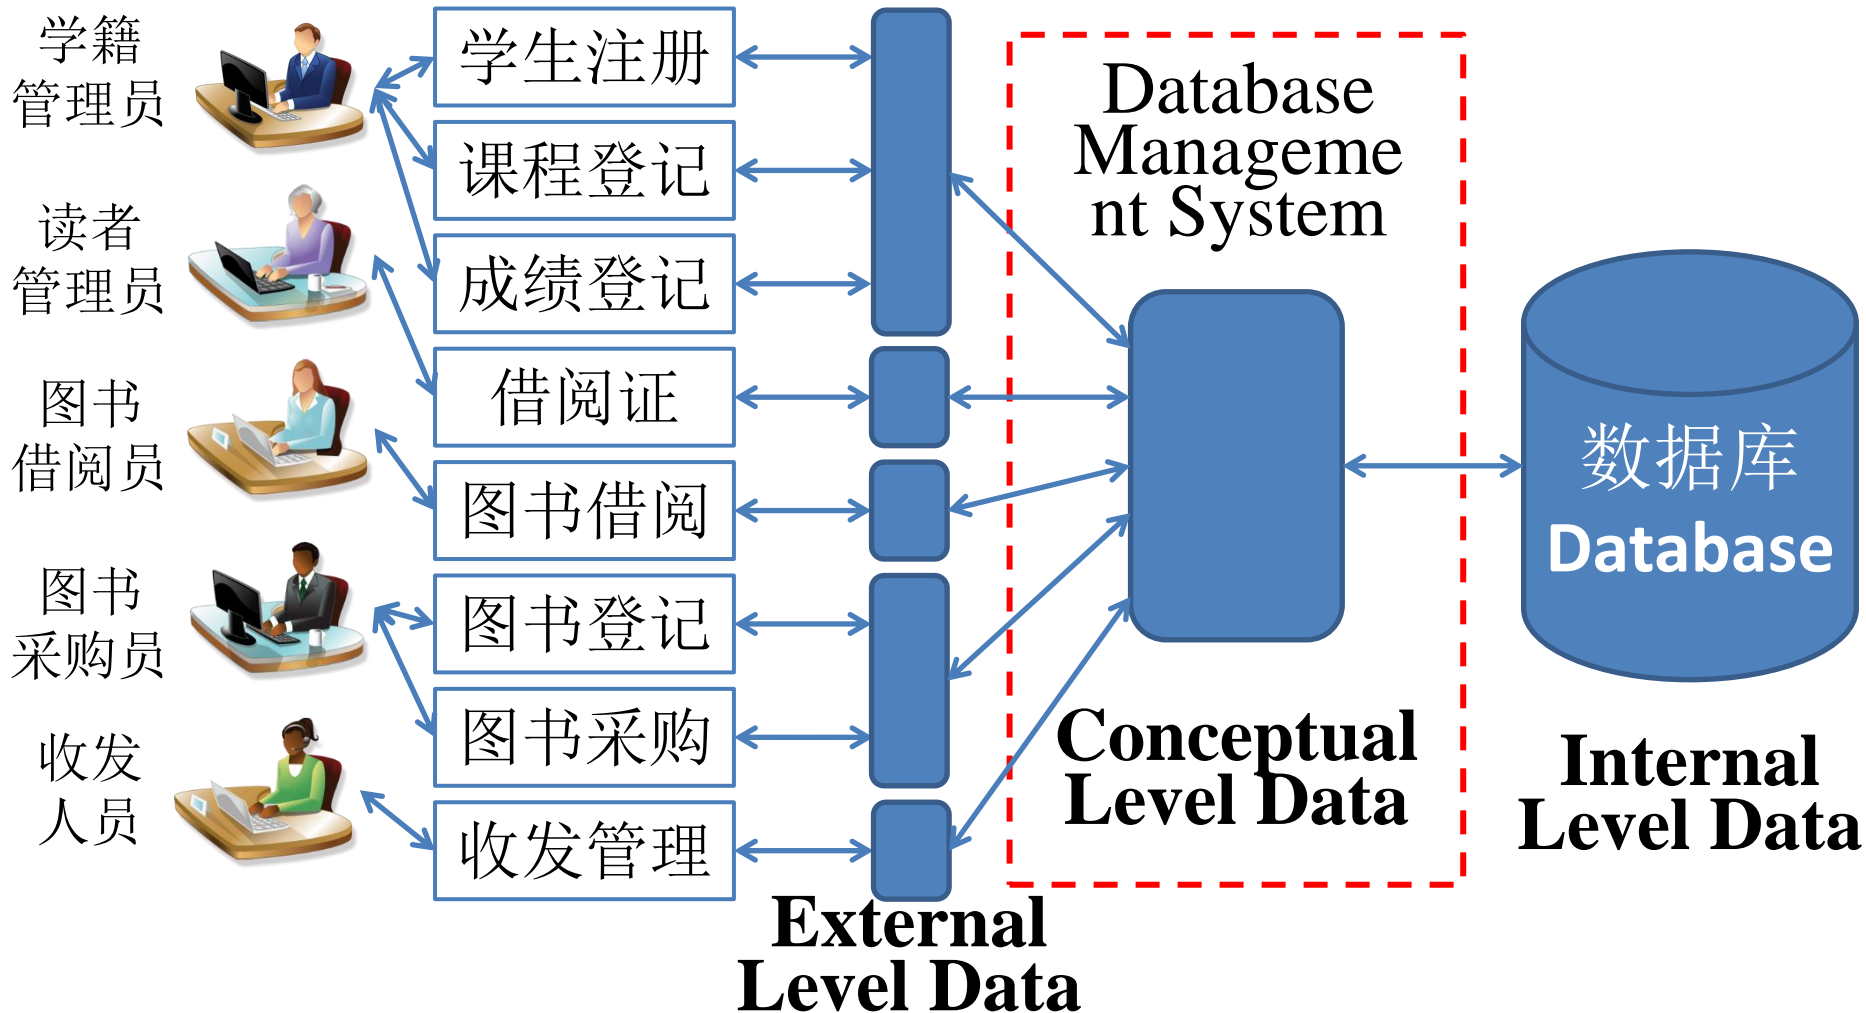 学籍
管理员
读者
管理员
图书
借阅员
图书
采购员
收发
人员
学生注册
课程登记
成绩登记
借阅证
图书借阅
图书登记
图书采购
收发管理
External
Level Data
Database
Manageme
nt System
Conceptual
Level Data
数据库
Database
Internal
Level Data